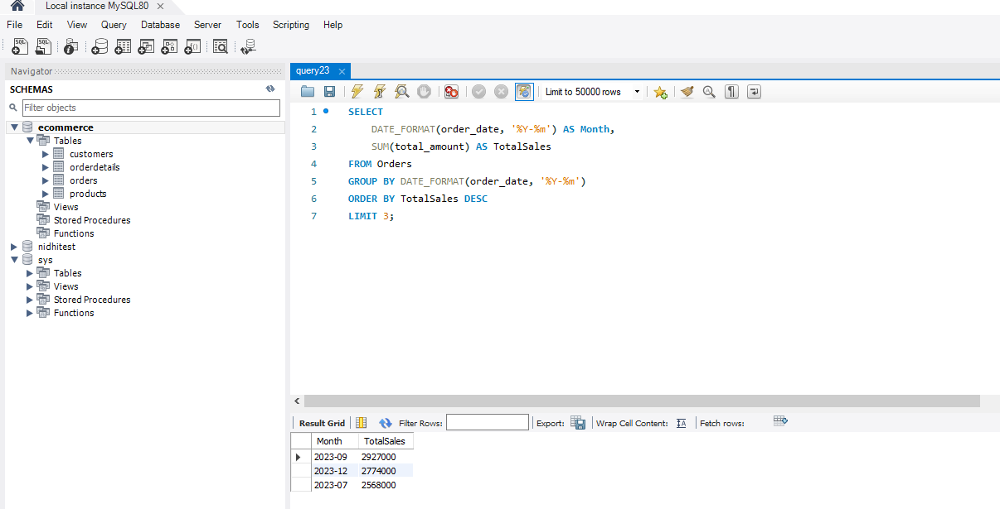 Local instance MySQL80
File Edit View Query Database Server Tools Scripting Help
Navigator
SCHEMAS
Filter objects
ecommerce
Tables
customers
orderdetails
orders
products
Views
Stored Procedures
Functions
nidhitest
sys
Tables
Views
Stored Procedures
Functions
query23
Limit to 50000 rows
1 SELECT
2 DATE_FORMAT(order_date, '%Y-%m') AS Month,
3 SUM(total_amount) AS TotalSales
4 FROM Orders
5 GROUP BY DATE_FORMAT(order_date, '%Y-%m')
6 ORDER BY TotalSales DESC
7 LIMIT 3;
Result Grid Filter Rows: Export: Wrap Cell Content: Fetch rows:
Month TotalSales
2023-09 2927000
2023-12 2774000
2023-07 2568000